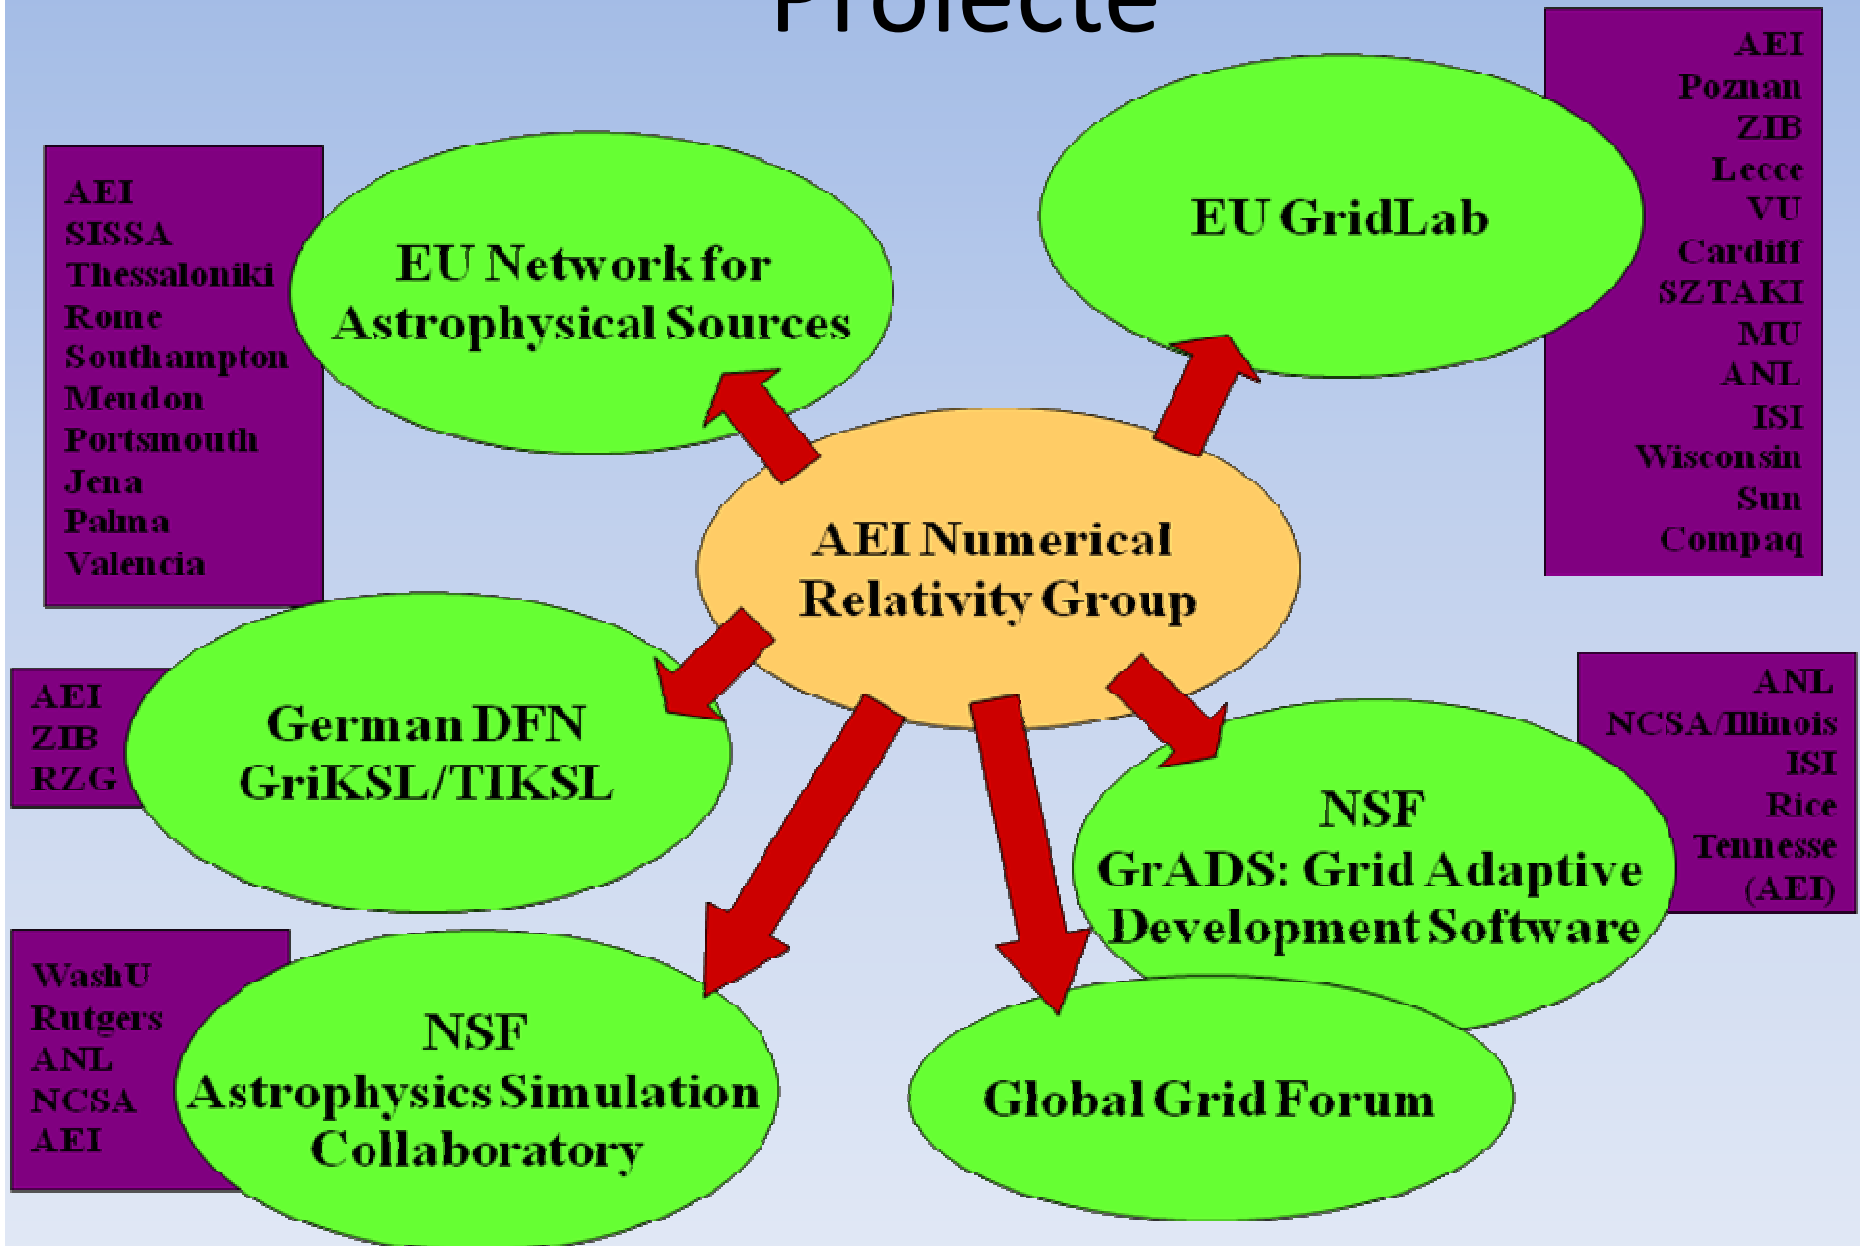 Proiecte
AEI
SISSA
Thessaloniki
Rome
Southampton
Meudon
Portsmouth
Jena
Palma
Valencia
EU Network for
Astrophysical Sources
EU GridLab
AEI
Poznan
ZIB
Lecce
VU
Cardiff
SZTAKI
MU
ANL
ISI
Wisconsin
Sun
Compaq
AEI Numerical
Relativity Group
AEI
ZIB
RZG
German DFN
GriKSL/TIKSL
ANL
NCSA/Illinois
ISI
Rice
Tennesse
(AEI)
NSF
GrADS: Grid Adaptive
Development Software
WashU
Rutgers
ANL
NCSA
AEI
NSF
Astrophysics Simulation
Collaboratory
Global Grid Forum